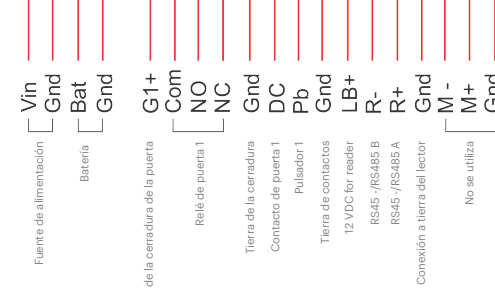 Vin
Gnd
Bat
Gnd
G1+
Com
NO
NC
Gnd
DC
Pb
Gnd
LB+
R-
R+
Gnd
M -
M+
Gnd
Fuente de alimentación
Batería
de la cerradura de la puerta
Relé de puerta 1
Tierra de la cerradura
Contacto de puerta 1
Pulsador 1
Tierra de contactos
12 VDC for reader
RS45 -/RS485 B
RS45 -/RS485 A
Conexión a tierra del lector
No se utiliza